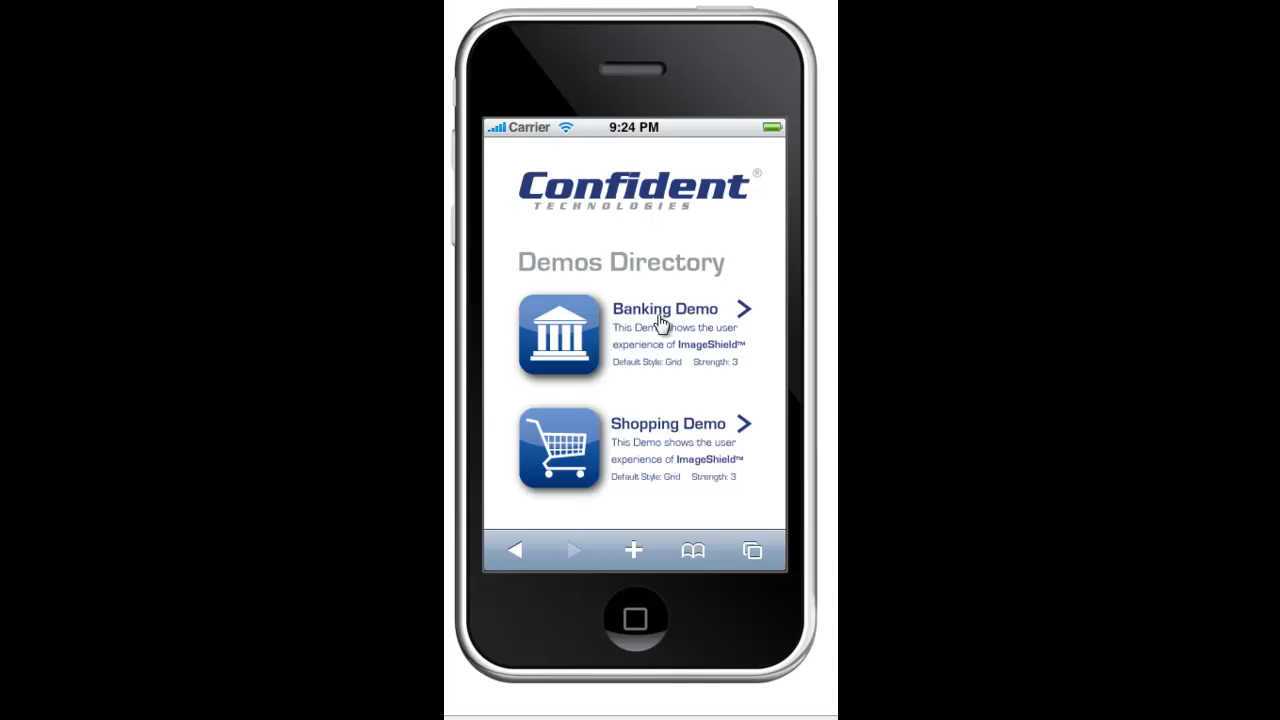 Carrier 9:24 PM
Confident ®
TECHNOLOGIES
Demos Directory
Banking Demo
This Demo shows the user
experience of ImageShield™
Default Style: Grid Strength: 3
Shopping Demo
This Demo shows the user
experience of ImageShield™
Default Style: Grid Strength: 3